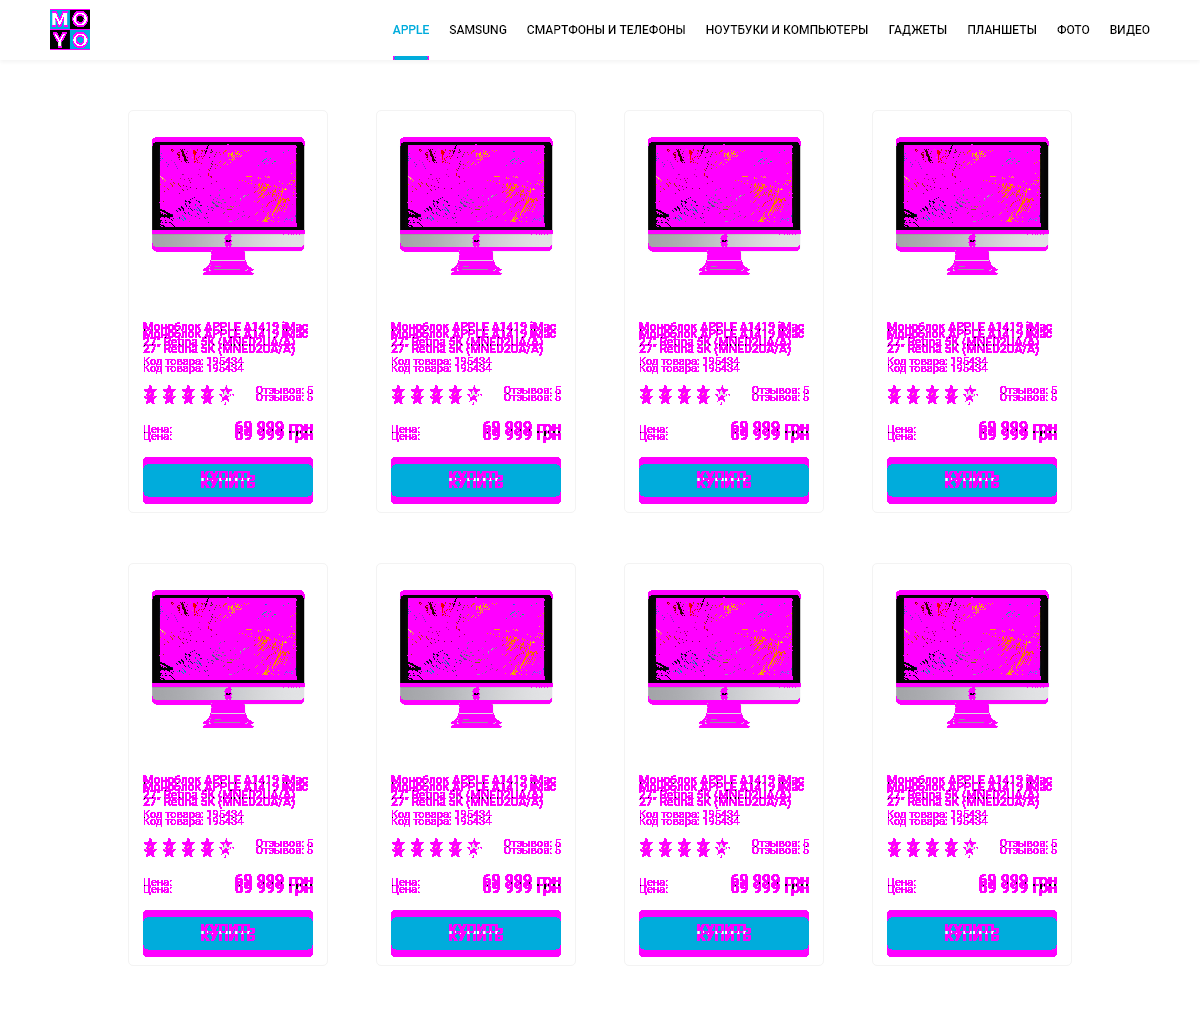 MOYO
APPLE SAMSUNG СМАРТФОНЫ И ТЕЛЕФОНЫ НОУТБУКИ И КОМПЬЮТЕРЫ ГАДЖЕТЫ ПЛАНШЕТЫ ФОТО ВИДЕО
Моноблок APPLE A1419 iMac Моноблок APPLE A1419 iMac Моноблок APPLE A1419 iMac Моноблок APPLE A1419 iMac
27" Retina 5K (MNED2UA/A) 27" Retina 5K (MNED2UA/A) 27" Retina 5K (MNED2UA/A) 27" Retina 5K (MNED2UA/A)
Код товара: 195434 Код товара: 195434 Код товара: 195434 Код товара: 195434
Отзывов: 5 Отзывов: 5 Отзывов: 5 Отзывов: 5
Цена: 69 999 грн Цена: 69 999 грн Цена: 69 999 грн Цена: 69 999 грн
КУПИТЬ КУПИТЬ КУПИТЬ КУПИТЬ
Моноблок APPLE A1419 iMac Моноблок APPLE A1419 iMac Моноблок APPLE A1419 iMac Моноблок APPLE A1419 iMac
27" Retina 5K (MNED2UA/A) 27" Retina 5K (MNED2UA/A) 27" Retina 5K (MNED2UA/A) 27" Retina 5K (MNED2UA/A)
Код товара: 195434 Код товара: 195434 Код товара: 195434 Код товара: 195434
Отзывов: 5 Отзывов: 5 Отзывов: 5 Отзывов: 5
Цена: 69 999 грн Цена: 69 999 грн Цена: 69 999 грн Цена: 69 999 грн
КУПИТЬ КУПИТЬ КУПИТЬ КУПИТЬ